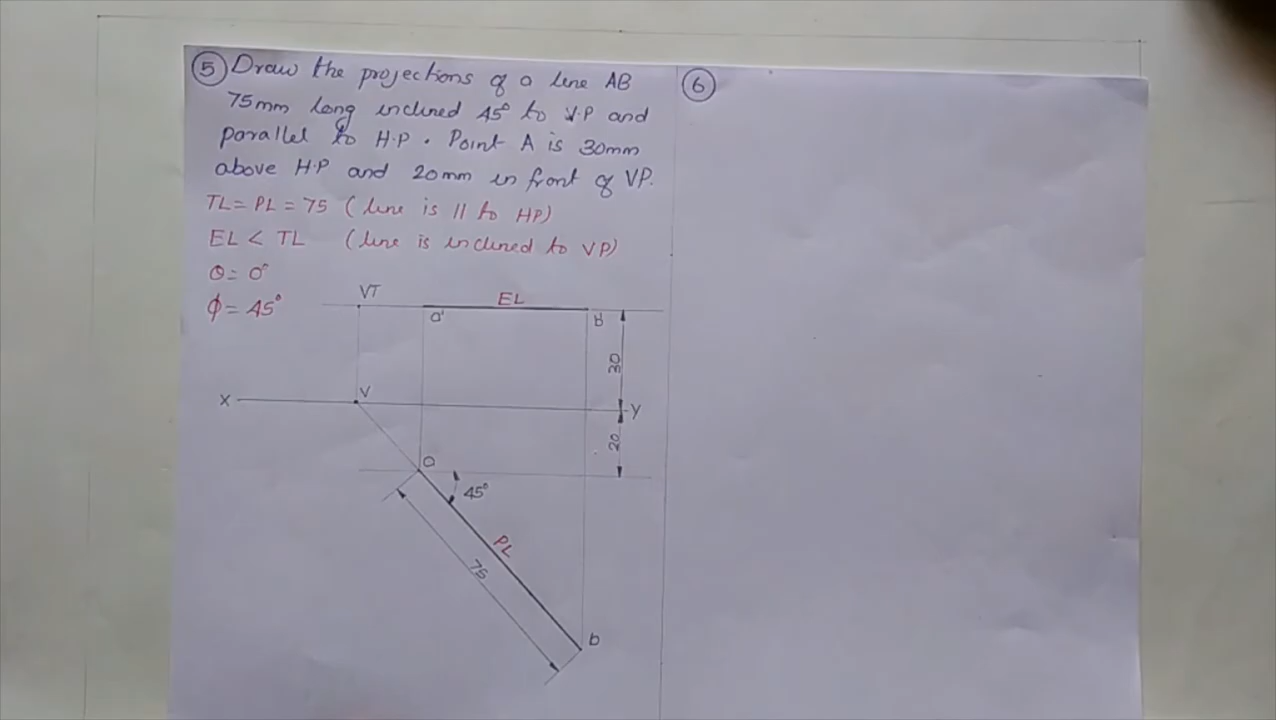 5 Draw the projections of a line AB
75mm long inclined 45° to V.P and
parallel to H.P. Point A is 30mm
above H.P and 20mm in front of VP.
TL = PL = 75 (line is // to HP)
EL < TL (line is inclined to VP)
θ = 0°
ϕ = 45°
VT
EL
a'
b'
30
X
V
Y
20
a
45°
PL
75
b
6